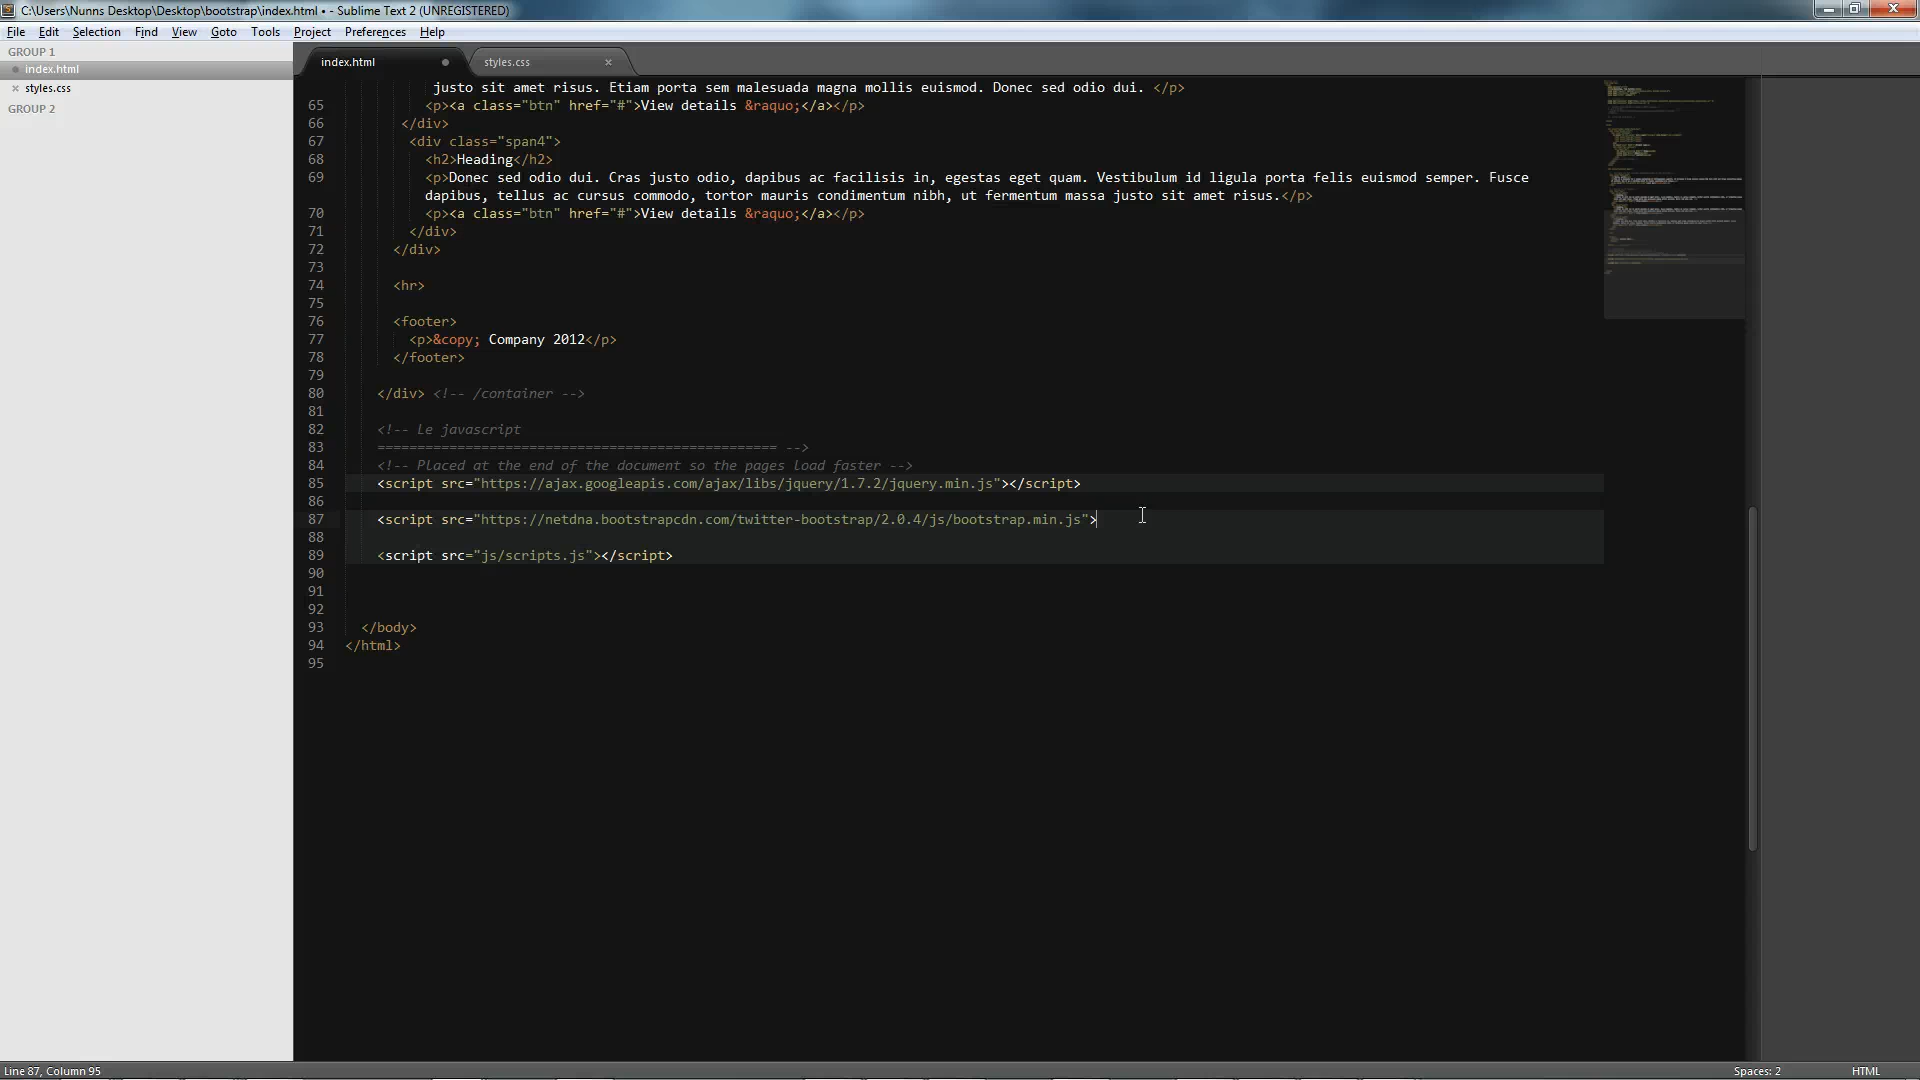 C:\Users\Nunns Desktop\Desktop\bootstrap\index.html • - Sublime Text 2 (UNREGISTERED)
File Edit Selection Find View Goto Tools Project Preferences Help
GROUP 1
index.html
styles.css
GROUP 2
index.html styles.css
justo sit amet risus. Etiam porta sem malesuada magna mollis euismod. Donec sed odio dui. </p>
65 <p><a class="btn" href="#">View details &raquo;</a></p>
66 </div>
67 <div class="span4">
68 <h2>Heading</h2>
69 <p>Donec sed odio dui. Cras justo odio, dapibus ac facilisis in, egestas eget quam. Vestibulum id ligula porta felis euismod semper. Fusce
dapibus, tellus ac cursus commodo, tortor mauris condimentum nibh, ut fermentum massa justo sit amet risus.</p>
70 <p><a class="btn" href="#">View details &raquo;</a></p>
71 </div>
72 </div>
73
74 <hr>
75
76 <footer>
77 <p>&copy; Company 2012</p>
78 </footer>
79
80 </div> <!-- /container -->
81
82 <!-- Le javascript
83 ================================================== -->
84 <!-- Placed at the end of the document so the pages load faster -->
85 <script src="https://ajax.googleapis.com/ajax/libs/jquery/1.7.2/jquery.min.js"></script>
86
87 <script src="https://netdna.bootstrapcdn.com/twitter-bootstrap/2.0.4/js/bootstrap.min.js">
88
89 <script src="js/scripts.js"></script>
90
91
92
93 </body>
94 </html>
95
Line 87, Column 95 Spaces: 2 HTML